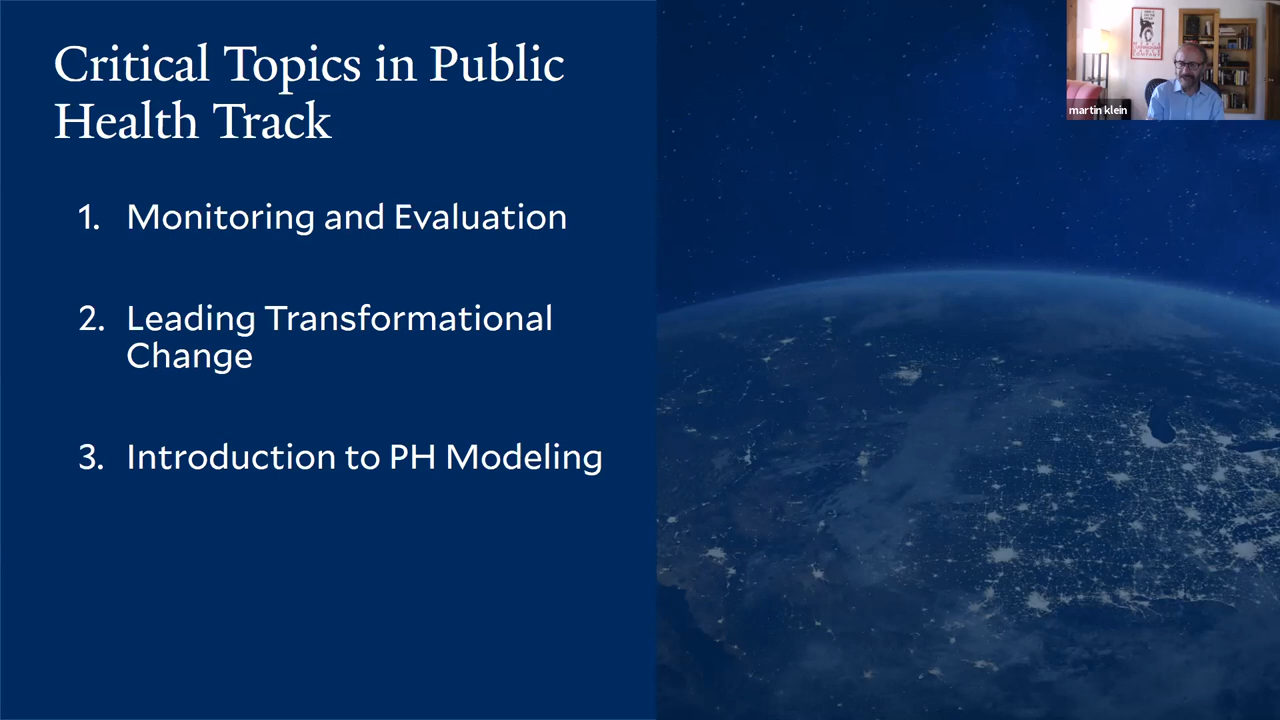 Critical Topics in Public
Health Track
1. Monitoring and Evaluation
2. Leading Transformational
Change
3. Introduction to PH Modeling
martin klein